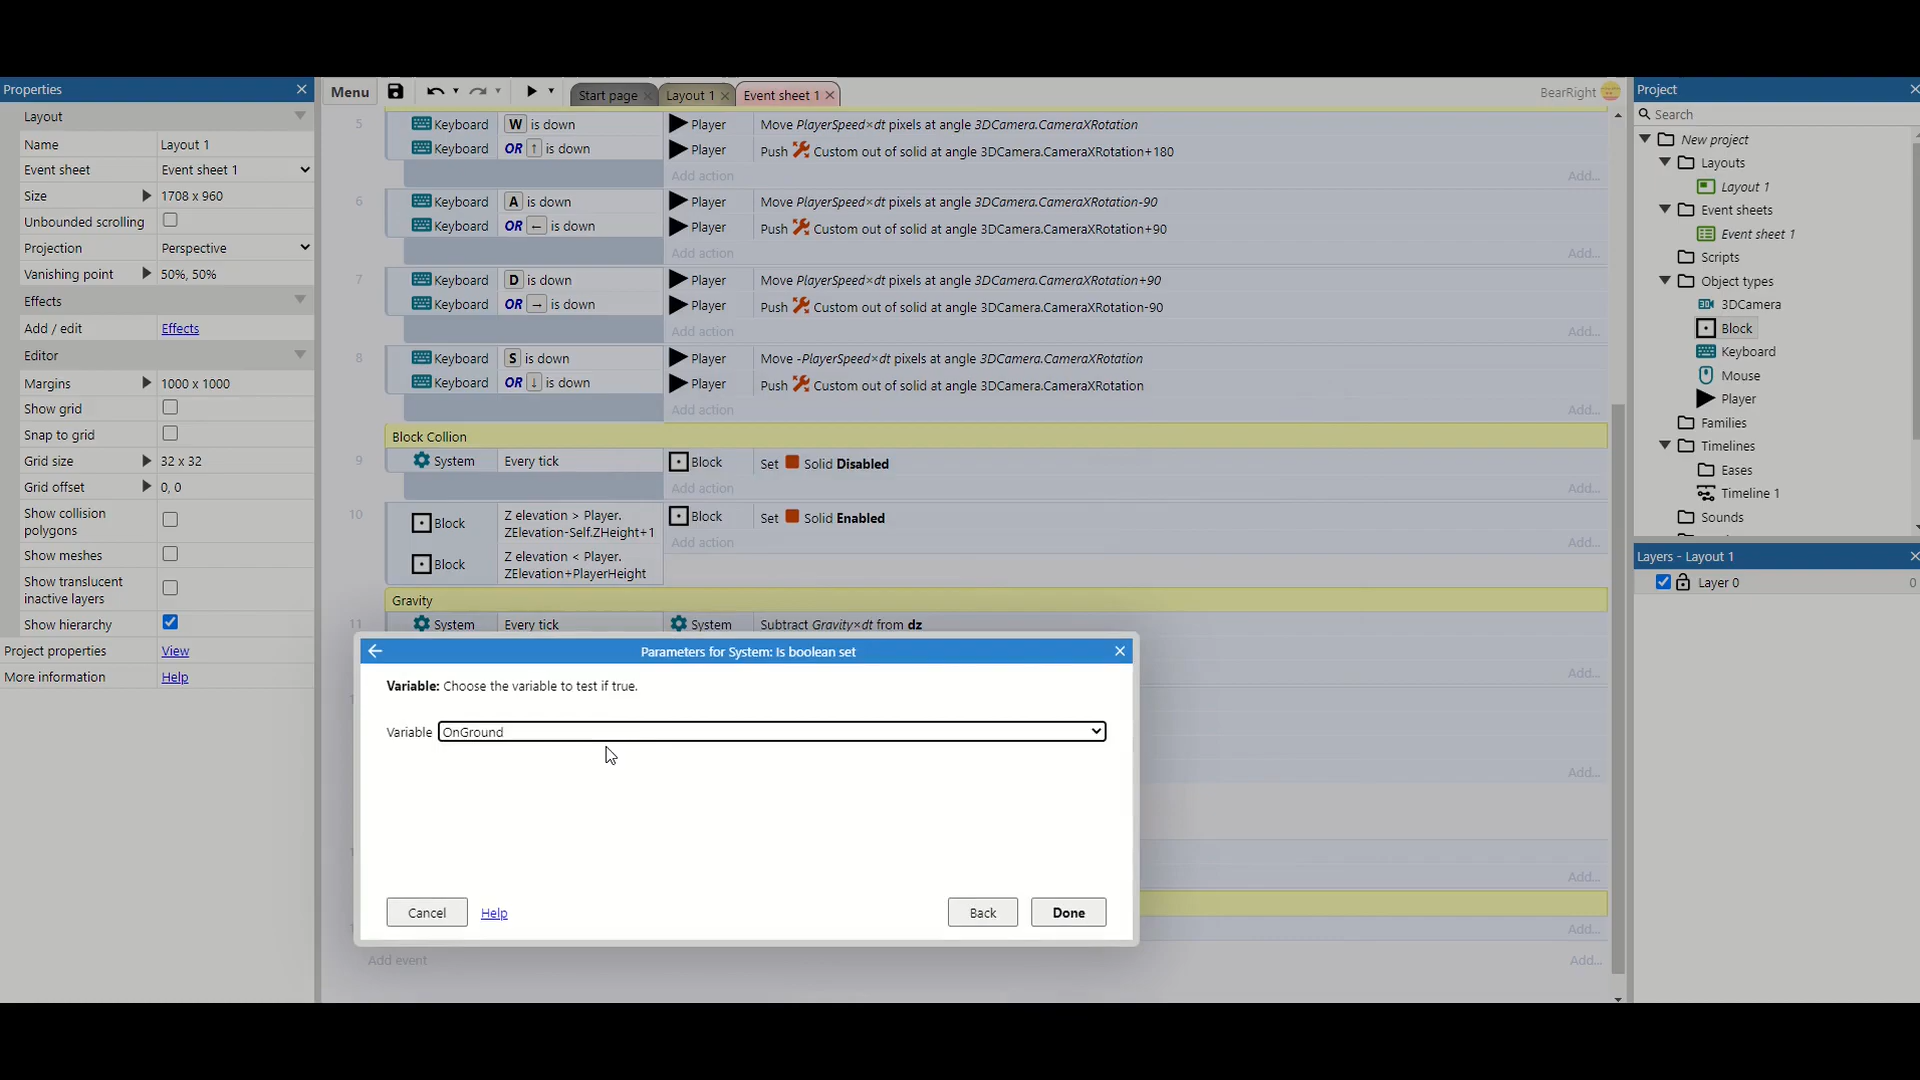 Properties
Layout
Name Layout 1
Event sheet Event sheet 1
Size 1708 x 960
Unbounded scrolling
Projection Perspective
Vanishing point 50%, 50%
Effects
Add / edit Effects
Editor
Margins 1000 x 1000
Show grid
Snap to grid
Grid size 32 x 32
Grid offset 0, 0
Show collision
polygons
Show meshes
Show translucent
inactive layers
Show hierarchy
Project properties View
More information Help
Menu Start page Layout 1 Event sheet 1 BearRight
5 Keyboard W is down Player Move PlayerSpeed×dt pixels at angle 3DCamera.CameraXRotation
Keyboard OR ↑ is down Player Push Custom out of solid at angle 3DCamera.CameraXRotation+180
Add action Add...
6 Keyboard A is down Player Move PlayerSpeed×dt pixels at angle 3DCamera.CameraXRotation-90
Keyboard OR ← is down Player Push Custom out of solid at angle 3DCamera.CameraXRotation+90
Add action Add...
7 Keyboard D is down Player Move PlayerSpeed×dt pixels at angle 3DCamera.CameraXRotation+90
Keyboard OR → is down Player Push Custom out of solid at angle 3DCamera.CameraXRotation-90
Add action Add...
8 Keyboard S is down Player Move -PlayerSpeed×dt pixels at angle 3DCamera.CameraXRotation
Keyboard OR ↓ is down Player Push Custom out of solid at angle 3DCamera.CameraXRotation
Add action Add...
Block Collion
9 System Every tick Block Set Solid Disabled
Add action Add...
10 Block Z elevation > Player.
ZElevation-Self.ZHeight+1 Block Set Solid Enabled
Add action Add...
Block Z elevation < Player.
ZElevation+PlayerHeight
Gravity
11 System Every tick System Subtract Gravity×dt from dz
Parameters for System: Is boolean set
Variable: Choose the variable to test if true.
Variable OnGround
Cancel Help Back Done
Add...
Add...
Add...
Add...
Add event Add...
Project
Search
New project
Layouts
Layout 1
Event sheets
Event sheet 1
Scripts
Object types
3DCamera
Block
Keyboard
Mouse
Player
Families
Timelines
Eases
Timeline 1
Sounds
Layers - Layout 1
Layer 0 0